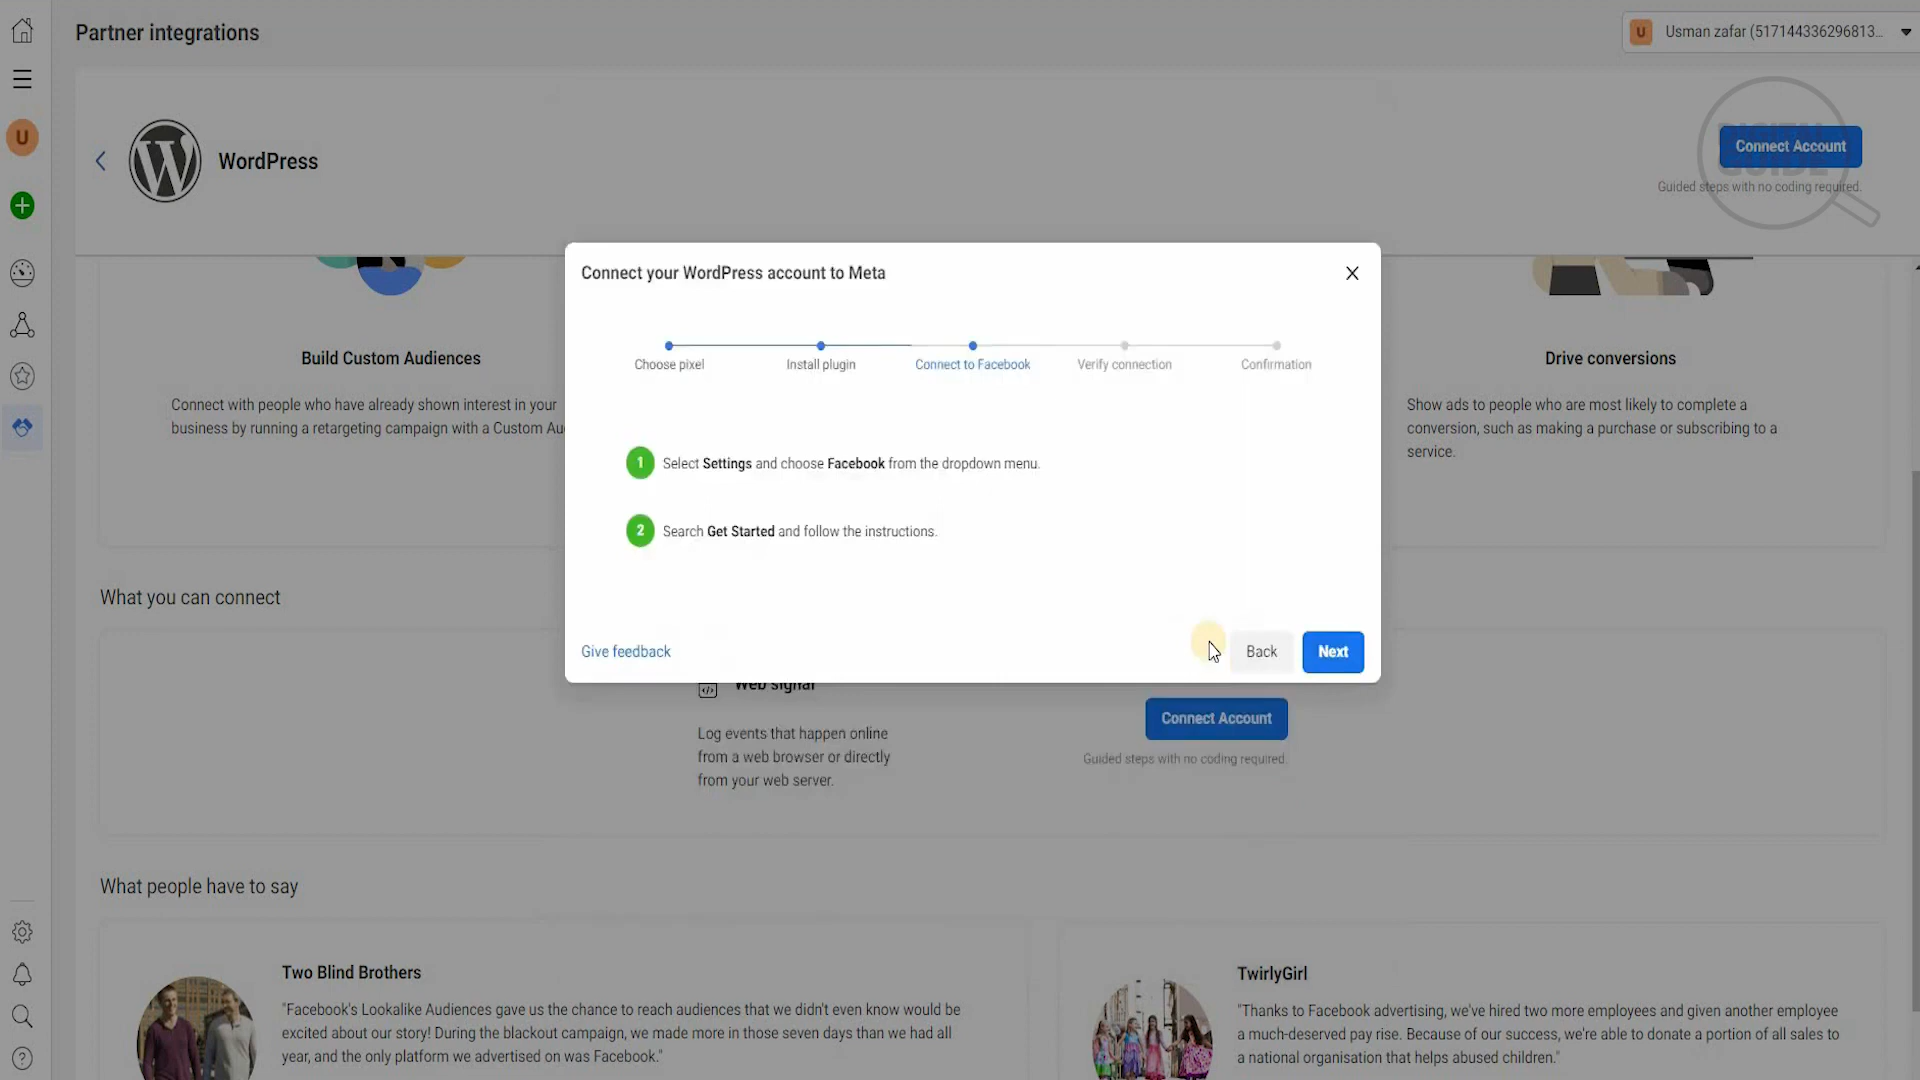 Partner integrations
U
Usman zafar (517144336296813...
U
WordPress
DIGITAL
GUIDE
Connect Account
Guided steps with no coding required.
Connect your WordPress account to Meta
Choose pixel
Install plugin
Connect to Facebook
Verify connection
Confirmation
1 Select Settings and choose Facebook from the dropdown menu.
2 Search Get Started and follow the instructions.
Give feedback
Back
Next
Build Custom Audiences
Connect with people who have already shown interest in your
business by running a retargeting campaign with a Custom Au
Drive conversions
Show ads to people who are most likely to complete a
conversion, such as making a purchase or subscribing to a
service.
What you can connect
Web signal
Log events that happen online
from a web browser or directly
from your web server.
Connect Account
Guided steps with no coding required.
What people have to say
Two Blind Brothers
"Facebook's Lookalike Audiences gave us the chance to reach audiences that we didn't even know would be
excited about our story! During the blackout campaign, we made more in those seven days than we had all
year, and the only platform we advertised on was Facebook."
TwirlyGirl
"Thanks to Facebook advertising, we've hired two more employees and given another employee
a much-deserved pay rise. Because of our success, we're able to donate a portion of all sales to
a national organisation that helps abused children."